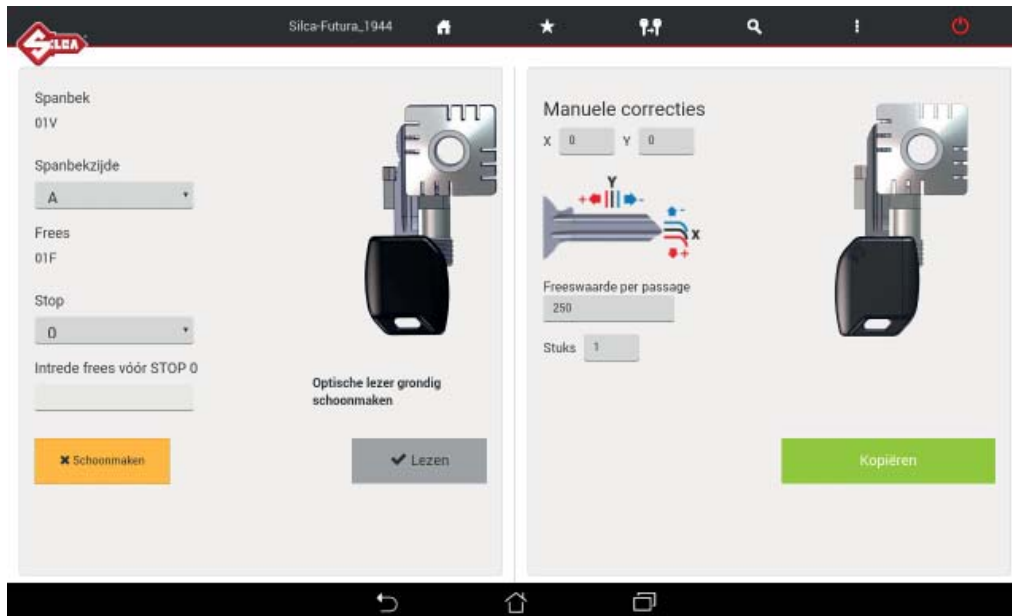 SILCA
Silca-Futura_1944
Spanbek
01V
Spanbekzijde
A
Frees
01F
Stop
0
Intrede frees vóór STOP 0
Optische lezer grondig
schoonmaken
Schoonmaken
Lezen
Manuele correcties
X 0 Y 0
Y
+ -
-
X
+
Freeswaarde per passage
250
Stuks 1
Kopiëren